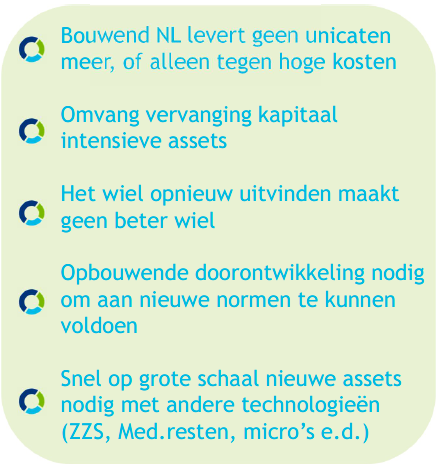 Bouwend NL levert geen unicaten
meer, of alleen tegen hoge kosten
Omvang vervanging kapitaal
intensieve assets
Het wiel opnieuw uitvinden maakt
geen beter wiel
Opbouwende doorontwikkeling nodig
om aan nieuwe normen te kunnen
voldoen
Snel op grote schaal nieuwe assets
nodig met andere technologieën
(ZZS, Med.resten, micro's e.d.)